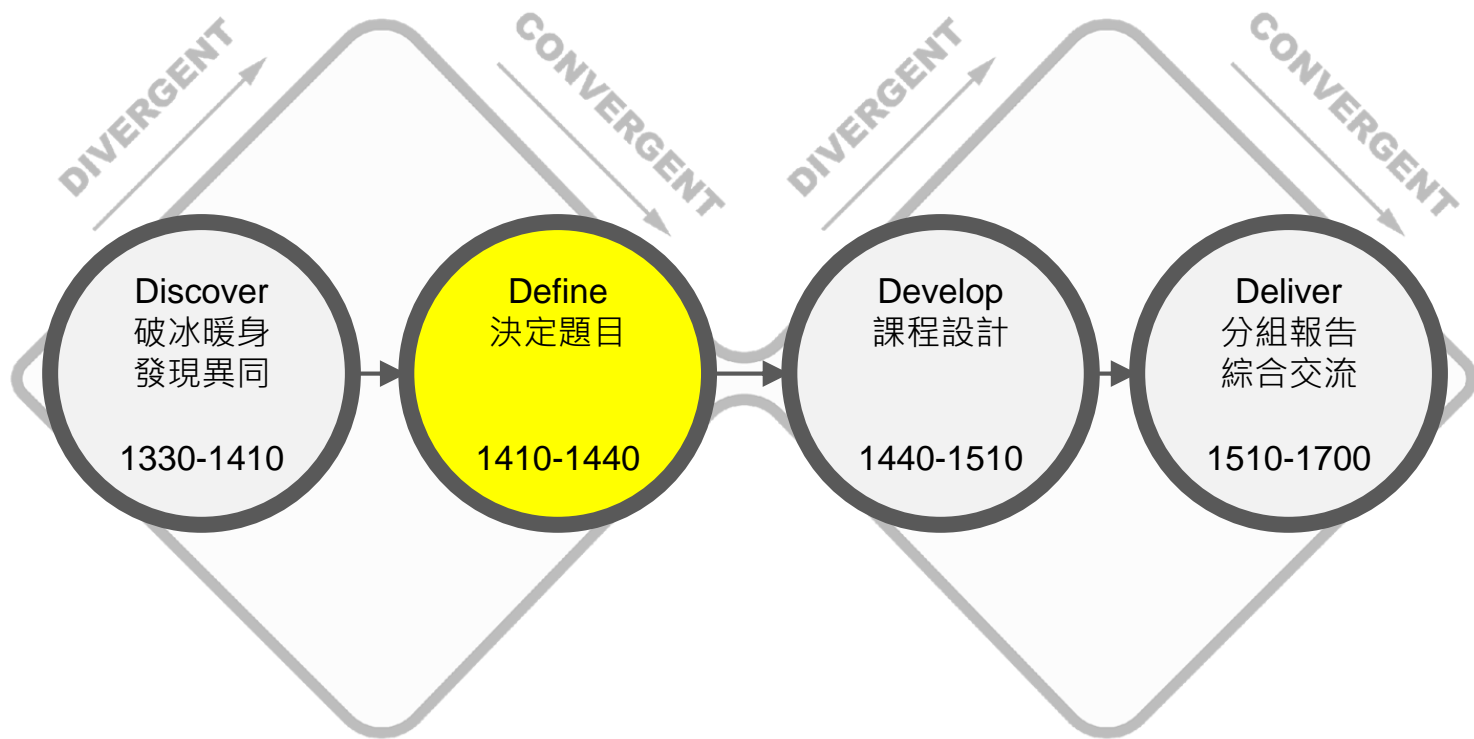 DIVERGENT
CONVERGENT
DIVERGENT
CONVERGENT
Discover
破冰暖身
發現異同
1330-1410
Define
決定題目
1410-1440
Develop
課程設計
1440-1510
Deliver
分組報告
綜合交流
1510-1700